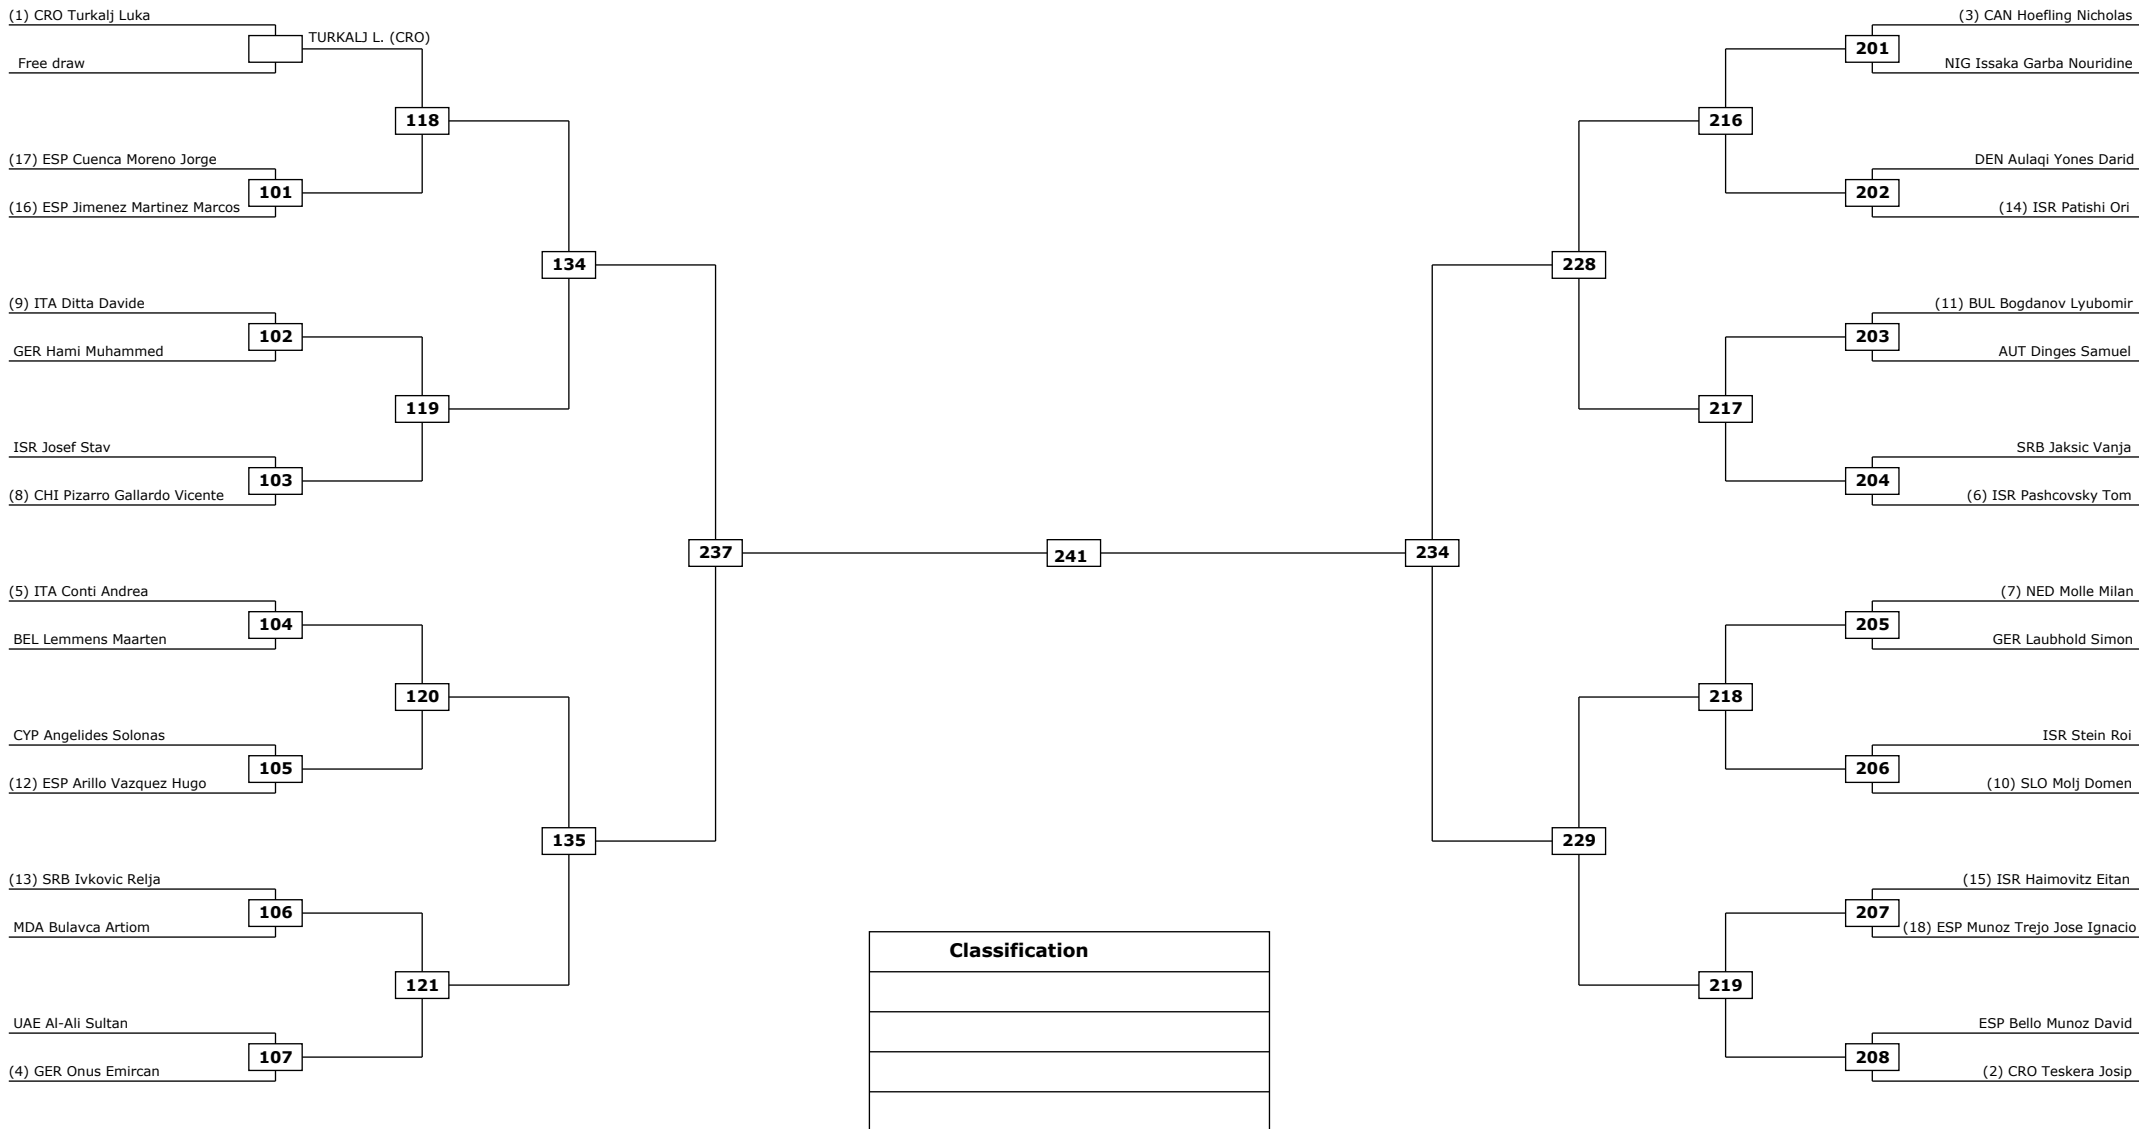 (1) CRO Turkalj Luka
TURKALJ L. (CRO)
Free draw
118
(17) ESP Cuenca Moreno Jorge
101
(16) ESP Jimenez Martinez Marcos
134
(9) ITA Ditta Davide
102
GER Hami Muhammed
119
ISR Josef Stav
103
(8) CHI Pizarro Gallardo Vicente
237
(5) ITA Conti Andrea
104
BEL Lemmens Maarten
120
CYP Angelides Solonas
105
(12) ESP Arillo Vazquez Hugo
135
(13) SRB Ivkovic Relja
106
MDA Bulavca Artiom
121
UAE Al-Ali Sultan
107
(4) GER Onus Emircan
241
(3) CAN Hoefling Nicholas
201
NIG Issaka Garba Nouridine
216
DEN Aulaqi Yones Darid
202
(14) ISR Patishi Ori
228
(11) BUL Bogdanov Lyubomir
203
AUT Dinges Samuel
217
SRB Jaksic Vanja
204
(6) ISR Pashcovsky Tom
234
(7) NED Molle Milan
205
GER Laubhold Simon
218
ISR Stein Roi
206
(10) SLO Molj Domen
229
(15) ISR Haimovitz Eitan
207
(18) ESP Munoz Trejo Jose Ignacio
219
ESP Bello Munoz David
208
(2) CRO Teskera Josip
Classification